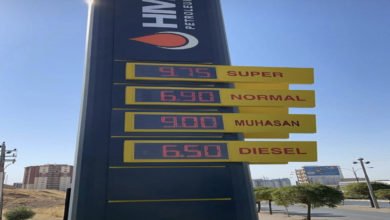 HM
PETROLEUM
9.75 SUPER
6.90 NORMAL
9.00 MUHASAN
6.50 DIESEL